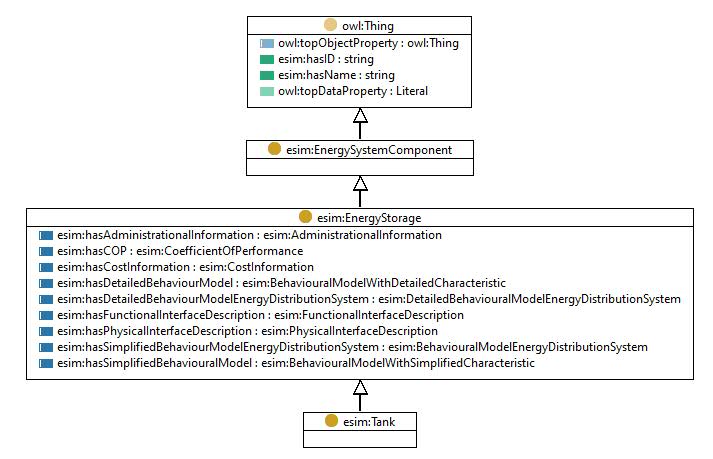 owl:Thing
owl:topObjectProperty : owl:Thing
esim:hasID : string
esim:hasName : string
owl:topDataProperty : Literal
esim:EnergySystemComponent
esim:EnergyStorage
esim:hasAdministrationalInformation : esim:AdministrationalInformation
esim:hasCOP : esim:CoefficientOfPerformance
esim:hasCostInformation : esim:CostInformation
esim:hasDetailedBehaviourModel : esim:BehaviouralModelWithDetailedCharacteristic
esim:hasDetailedBehaviourModelEnergyDistributionSystem : esim:DetailedBehaviouralModelEnergyDistributionSystem
esim:hasFunctionalInterfaceDescription : esim:FunctionalInterfaceDescription
esim:hasPhysicalInterfaceDescription : esim:PhysicalInterfaceDescription
esim:hasSimplifiedBehaviourModelEnergyDistributionSystem : esim:BehaviouralModelEnergyDistributionSystem
esim:hasSimplifiedBehaviouralModel : esim:BehaviouralModelWithSimplifiedCharacteristic
esim:Tank